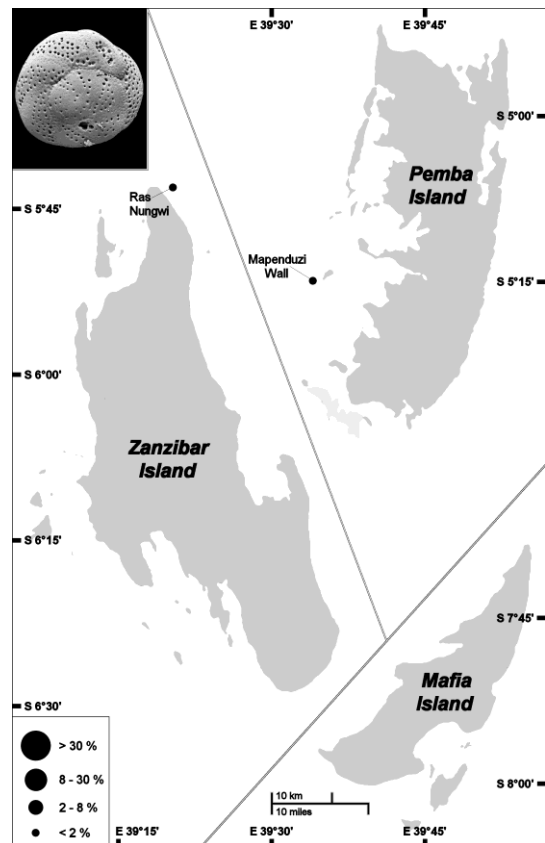 E 39°30'
E 39°45'
S 5°00'
Pemba
Island
Ras
Nungwi
S 5°45'
Mapenduzi
Wall
S 5°15'
S 6°00'
Zanzibar
Island
S 6°15'
S 7°45'
Mafia
Island
S 6°30'
> 30 %
8 - 30 %
2 - 8 %
< 2 %
10 km
10 miles
S 8°00'
E 39°15'
E 39°30'
E 39°45'